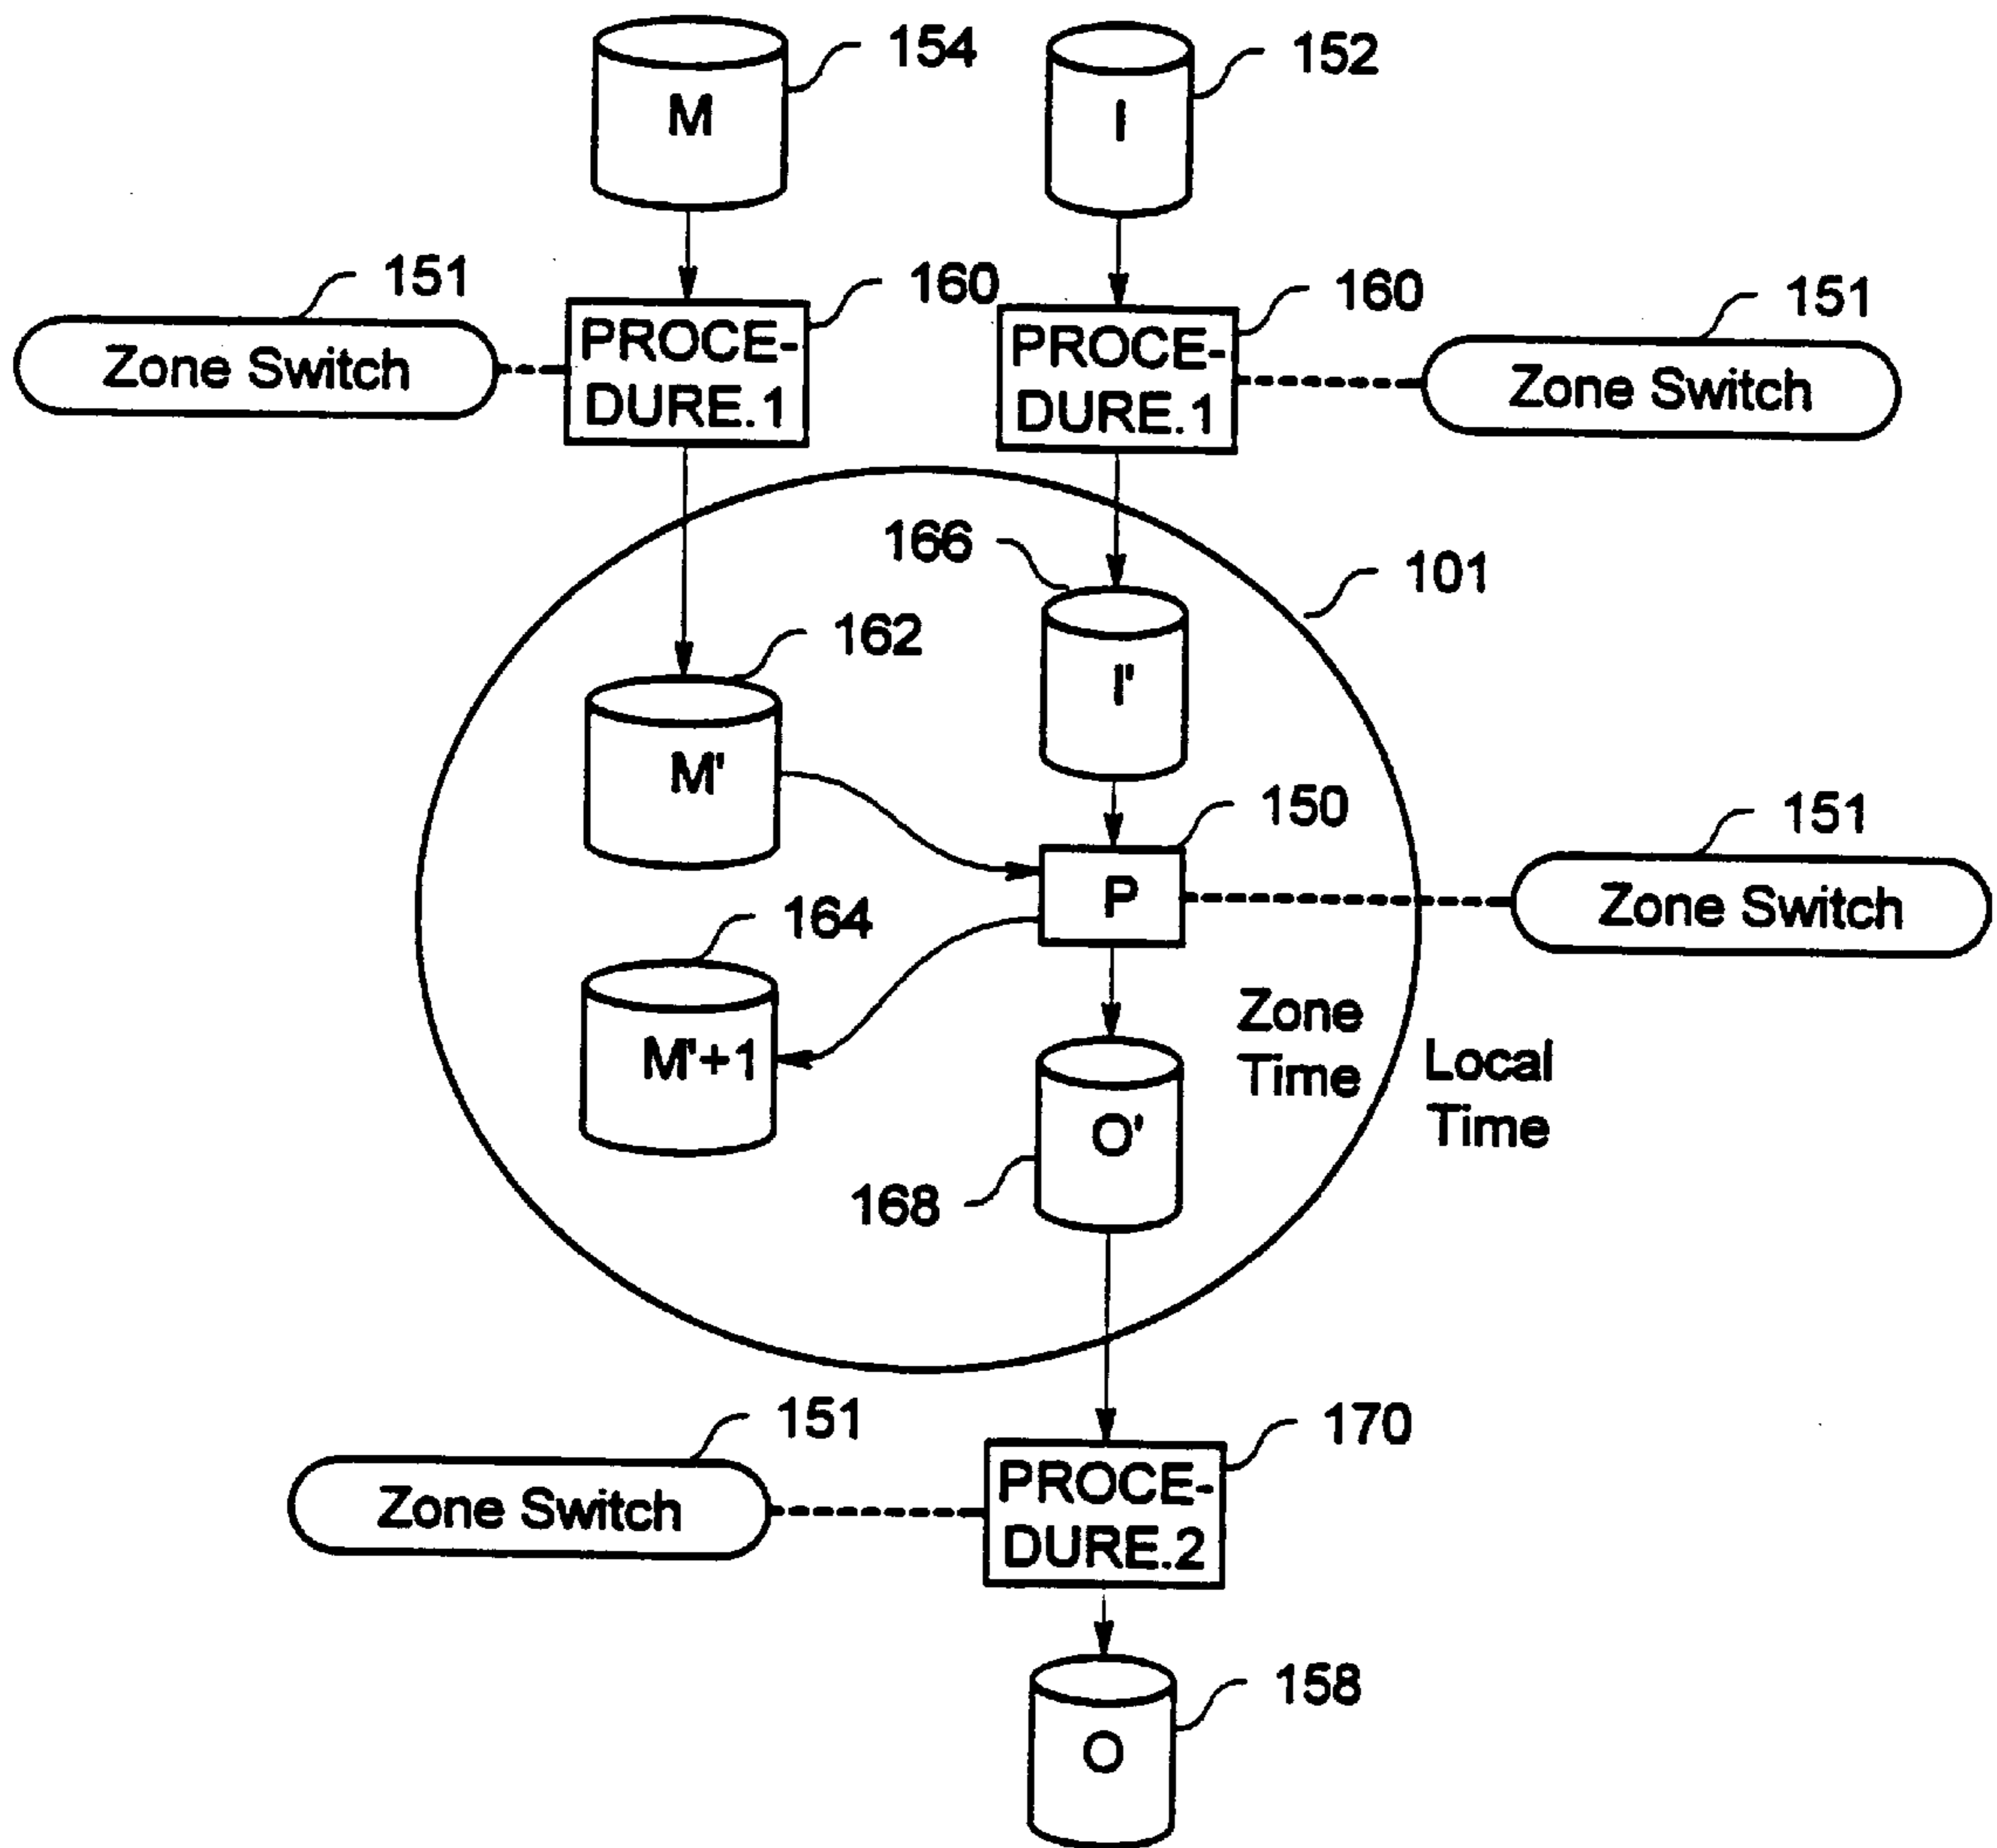 154
152
M
I
151
160
160
151
PROCE-
DURE.1
PROCE-
DURE.1
Zone Switch
Zone Switch
166
101
162
I'
M'
150
151
P
Zone Switch
164
Zone
Time
Local
Time
M'+1
O'
168
151
170
Zone Switch
PROCE-
DURE.2
158
O